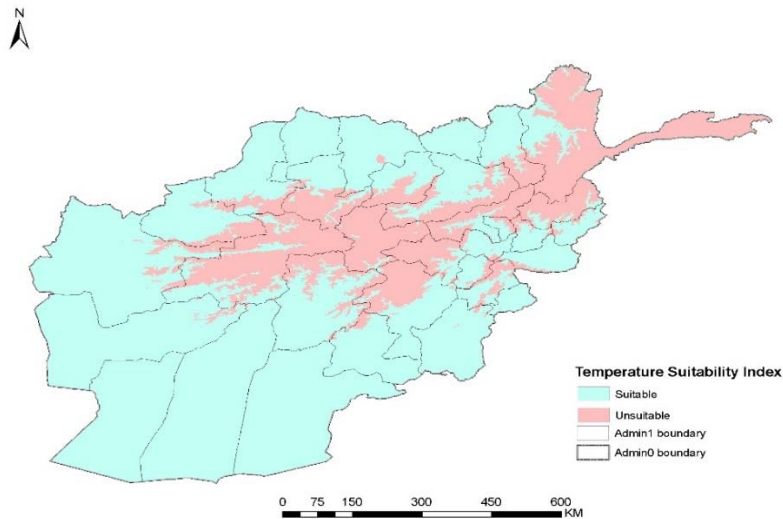 N
Temperature Suitability Index
Suitable
Unsuitable
Admin1 boundary
Admin0 boundary
0 75 150 300 450 600
KM